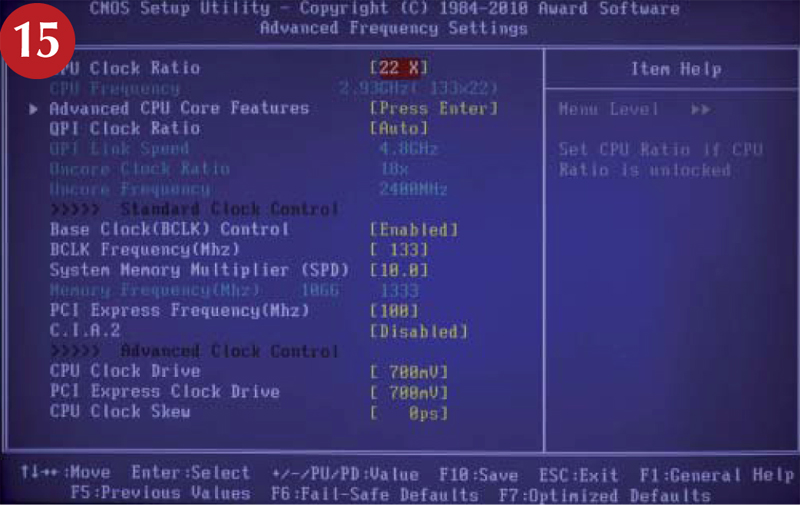 CMOS Setup Utility - Copyright (C) 1984-2010 Award Software
Advanced Frequency Settings
15
CPU Clock Ratio [22 X]
CPU Frequency 2.93GHz( 133x22)
▶ Advanced CPU Core Features [Press Enter]
QPI Clock Ratio [Auto]
QPI Link Speed 4.8GHz
Uncore Clock Ratio 18x
Uncore Frequency 2400MHz
>>>>> Standard Clock Control
Base Clock(BCLK) Control [Enabled]
BCLK Frequency(Mhz) [ 133]
System Memory Multiplier (SPD) [10.0]
Memory Frequency(Mhz) 1066 1333
PCI Express Frequency(Mhz) [100]
C.I.A.2 [Disabled]
>>>>> Advanced Clock Control
CPU Clock Drive [ 700mV]
PCI Express Clock Drive [ 700mV]
CPU Clock Skew [ 0ps]
Item Help
Menu Level ▶▶
Set CPU Ratio if CPU
Ratio is unlocked
↑↓→←:Move Enter:Select +/-/PU/PD:Value F10:Save ESC:Exit F1:General Help
F5:Previous Values F6:Fail-Safe Defaults F7:Optimized Defaults